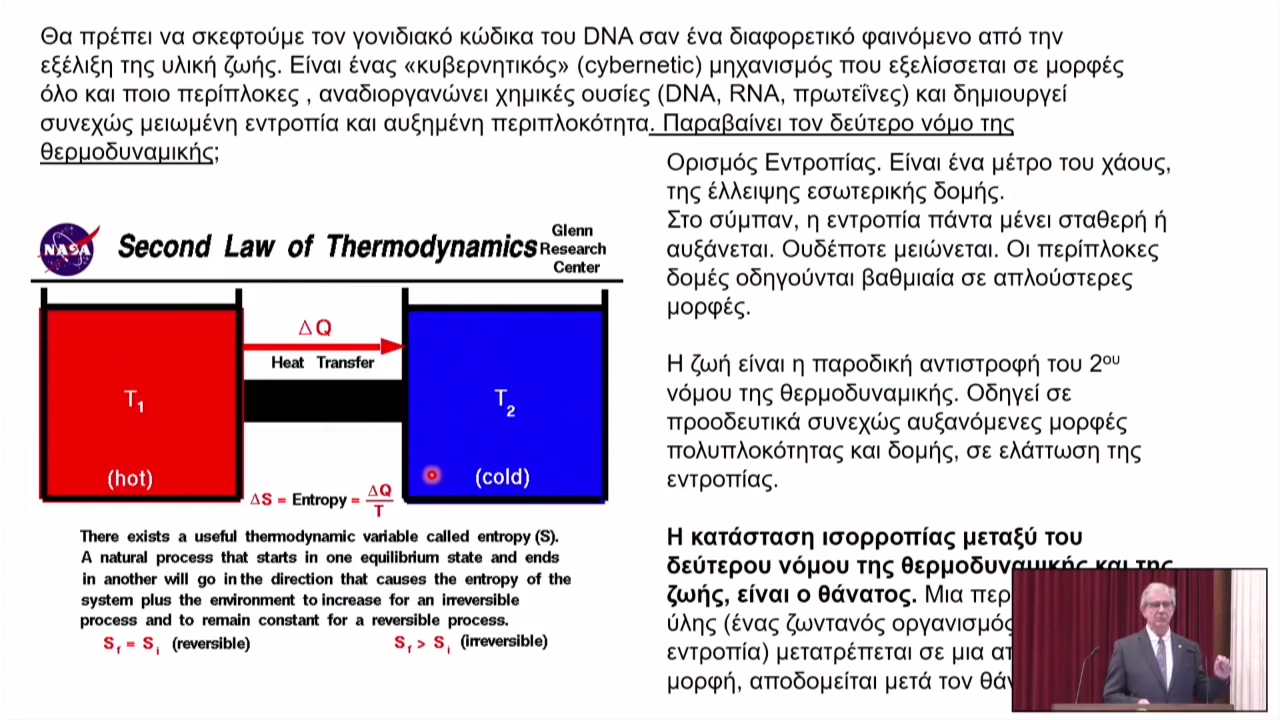 Θα πρέπει να σκεφτούμε τον γονιδιακό κώδικα του DNA σαν ένα διαφορετικό φαινόμενο από την
εξέλιξη της υλική ζωής. Είναι ένας «κυβερνητικός» (cybernetic) μηχανισμός που εξελίσσεται σε μορφές
όλο και ποιο περίπλοκες , αναδιοργανώνει χημικές ουσίες (DNA, RNA, πρωτεΐνες) και δημιουργεί
συνεχώς μειωμένη εντροπία και αυξημένη περιπλοκότητα. Παραβαίνει τον δεύτερο νόμο της
θερμοδυναμικής;
NASA
Second Law of Thermodynamics
Glenn
Research
Center
ΔQ
Heat Transfer
T1
T2
(hot)
(cold)
ΔS = Entropy = ΔQ/T
There exists a useful thermodynamic variable called entropy (S).
A natural process that starts in one equilibrium state and ends
in another will go in the direction that causes the entropy of the
system plus the environment to increase for an irreversible
process and to remain constant for a reversible process.
Sf = Si (reversible)
Sf > Si (irreversible)
Ορισμός Εντροπίας. Είναι ένα μέτρο του χάους,
της έλλειψης εσωτερικής δομής.
Στο σύμπαν, η εντροπία πάντα μένει σταθερή ή
αυξάνεται. Ουδέποτε μειώνεται. Οι περίπλοκες
δομές οδηγούνται βαθμιαία σε απλούστερες
μορφές.
Η ζωή είναι η παροδική αντιστροφή του 2ου
νόμου της θερμοδυναμικής. Οδηγεί σε
προοδευτικά συνεχώς αυξανόμενες μορφές
πολυπλοκότητας και δομής, σε ελάττωση της
εντροπίας.
Η κατάσταση ισορροπίας μεταξύ του
δεύτερου νόμου της θερμοδυναμικής και της
ζωής, είναι ο θάνατος. Μια
ύλης (ένας ζωντανός οργανισμός
εντροπία) μετατρέπεται σε μια
μορφή, αποδομείται μετά τον